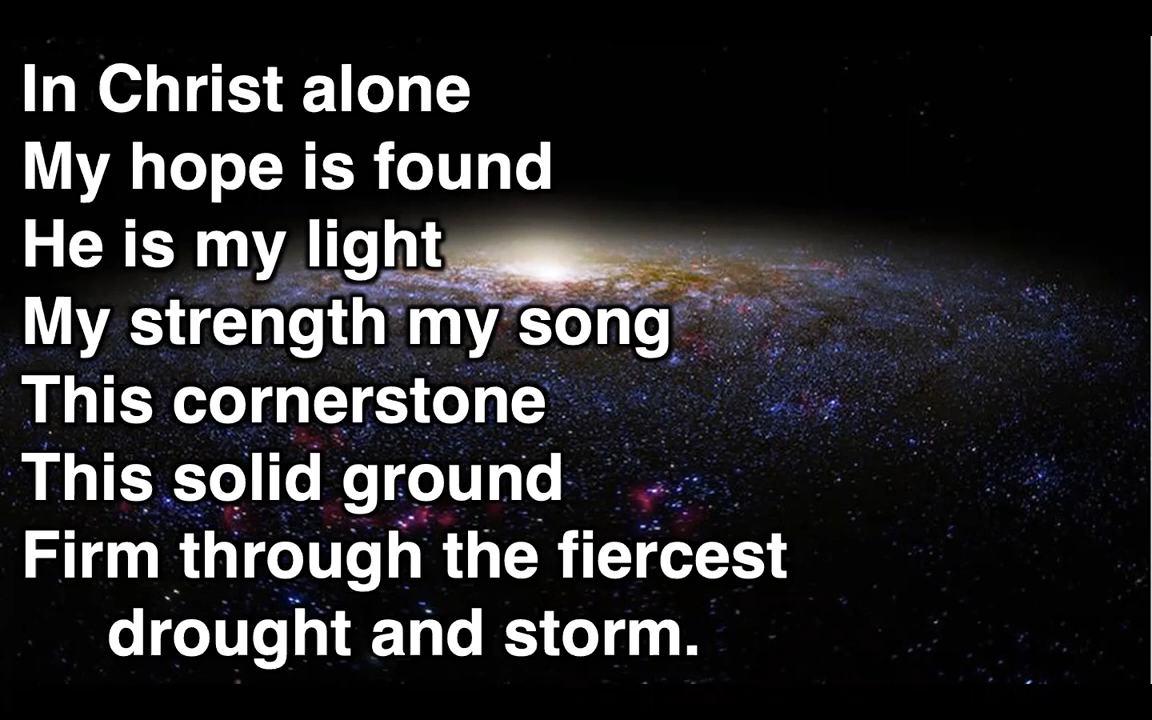 In Christ alone
My hope is found
He is my light
My strength my song
This cornerstone
This solid ground
Firm through the fiercest
drought and storm.